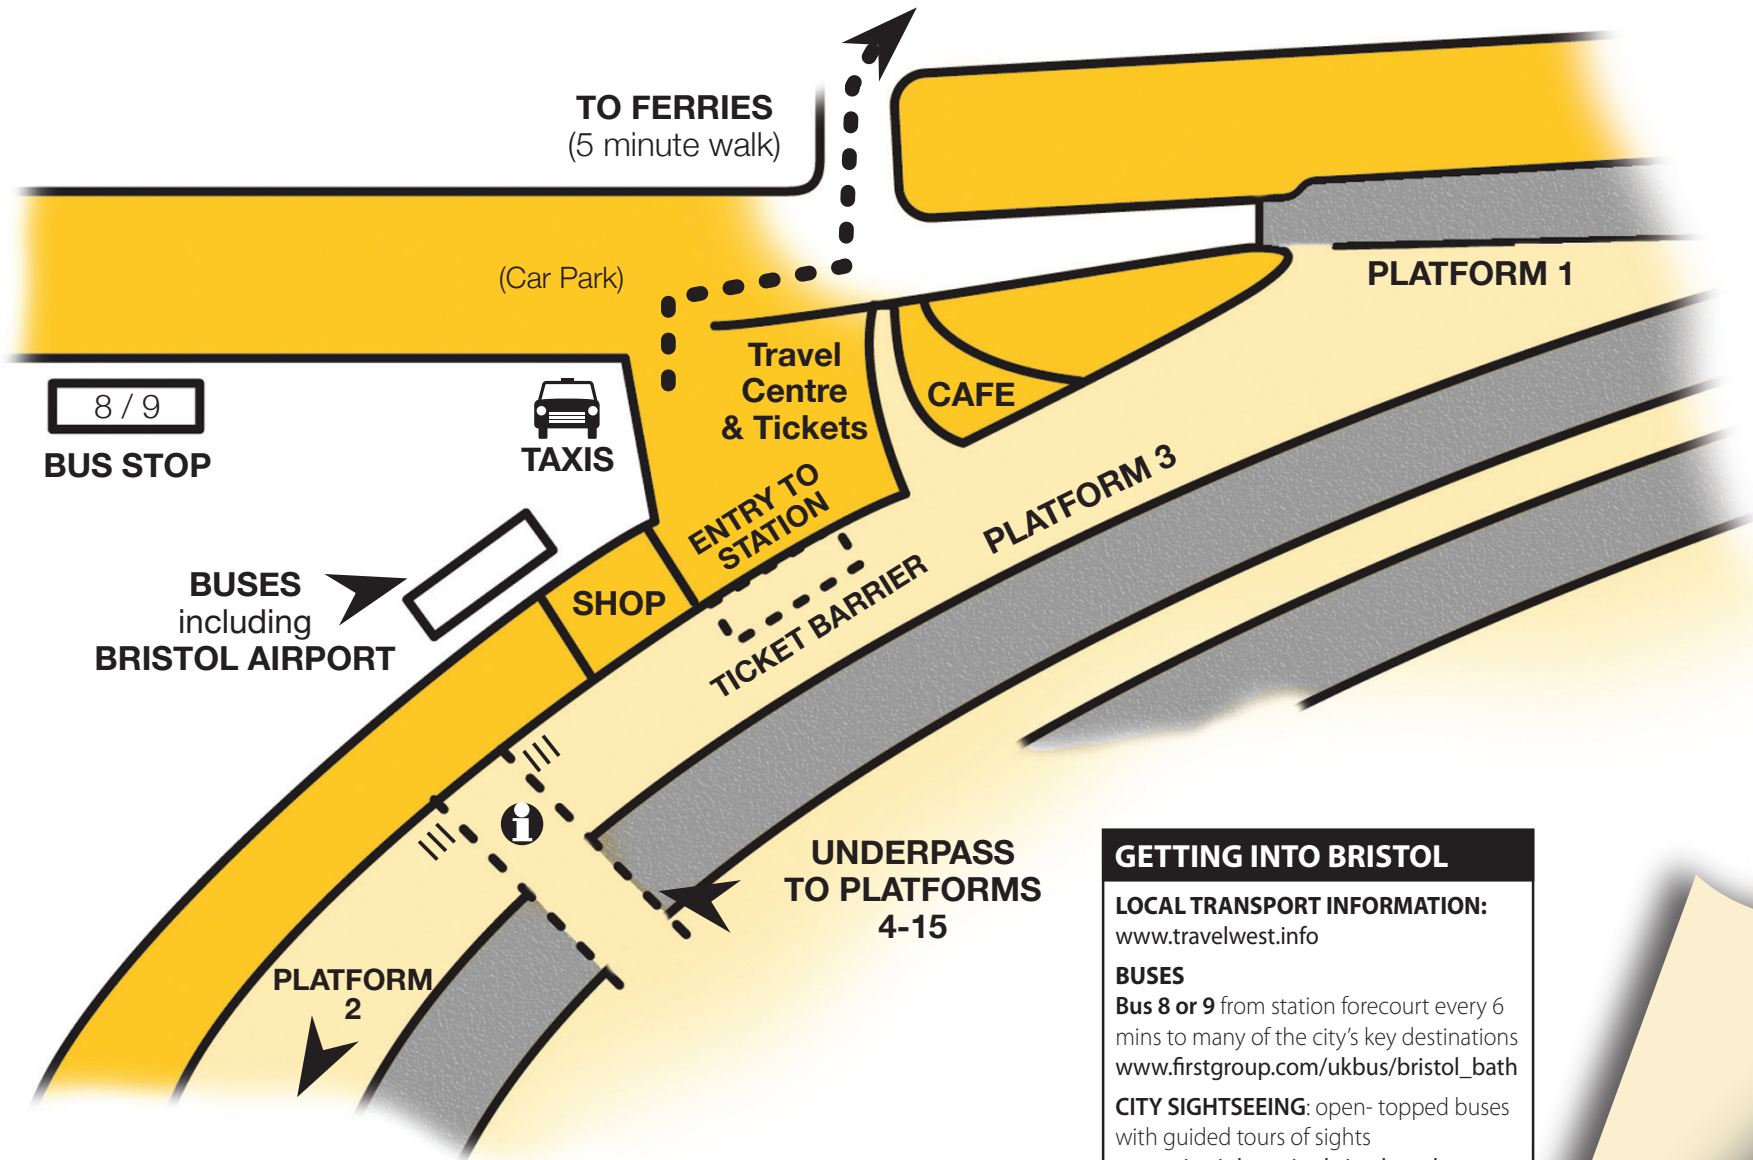 TO FERRIES
(5 minute walk)
(Car Park)
PLATFORM 1
8 / 9
BUS STOP
TAXIS
Travel
Centre
& Tickets
CAFE
ENTRY TO
STATION
PLATFORM 3
TICKET BARRIER
SHOP
BUSES
including
BRISTOL AIRPORT
i
UNDERPASS
TO PLATFORMS
4-15
PLATFORM
2
GETTING INTO BRISTOL
LOCAL TRANSPORT INFORMATION:
www.travelwest.info
BUSES
Bus 8 or 9 from station forecourt every 6
mins to many of the city's key destinations
www.firstgroup.com/ukbus/bristol_bath
CITY SIGHTSEEING: open- topped buses
with guided tours of sights